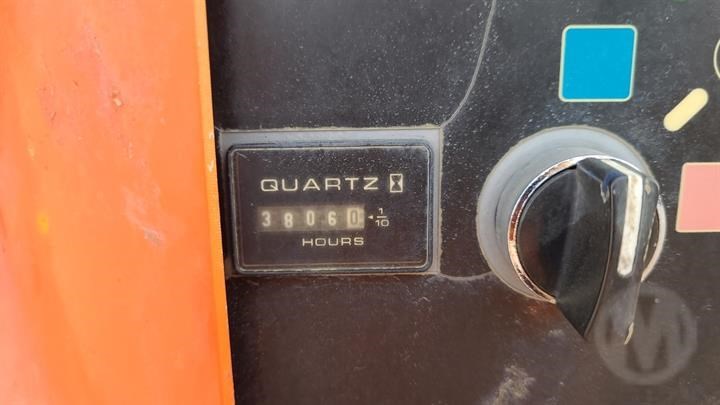 QUARTZ
38060 1/10
HOURS
M